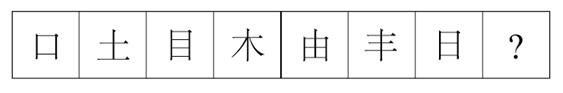 口 土 目 木 由 丰 日 ?